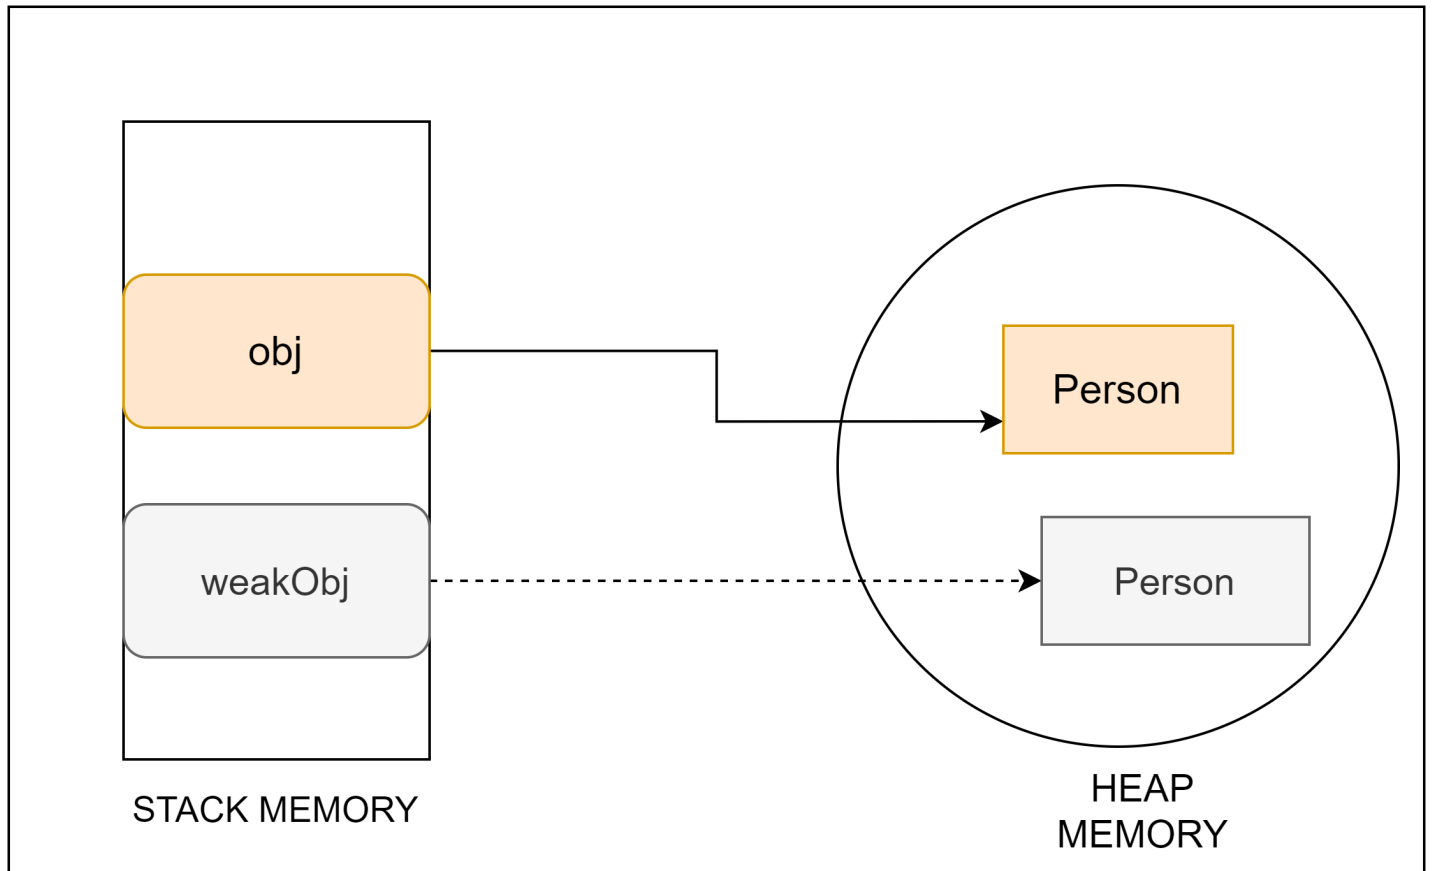 obj
Person
weakObj
Person
STACK MEMORY
HEAP
MEMORY